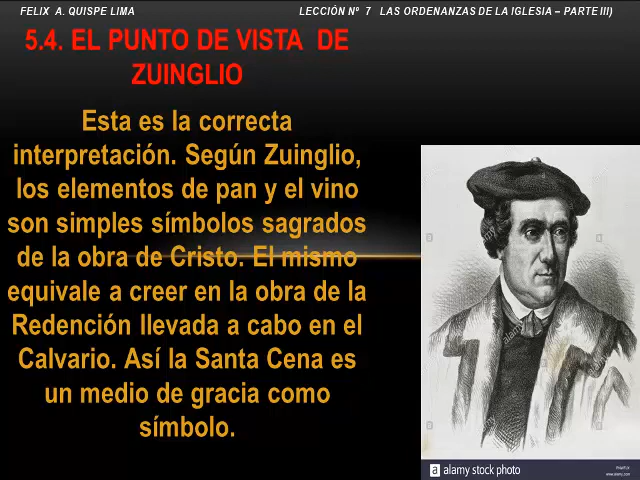 FELIX A. QUISPE LIMA
LECCIÓN Nº 7 LAS ORDENANZAS DE LA IGLESIA – PARTE III)
5.4. EL PUNTO DE VISTA DE
ZUINGLIO
Esta es la correcta
interpretación. Según Zuinglio,
los elementos de pan y el vino
son simples símbolos sagrados
de la obra de Cristo. El mismo
equivale a creer en la obra de la
Redención llevada a cabo en el
Calvario. Así la Santa Cena es
un medio de gracia como
símbolo.
a alamy stock photo
www.alamy.com